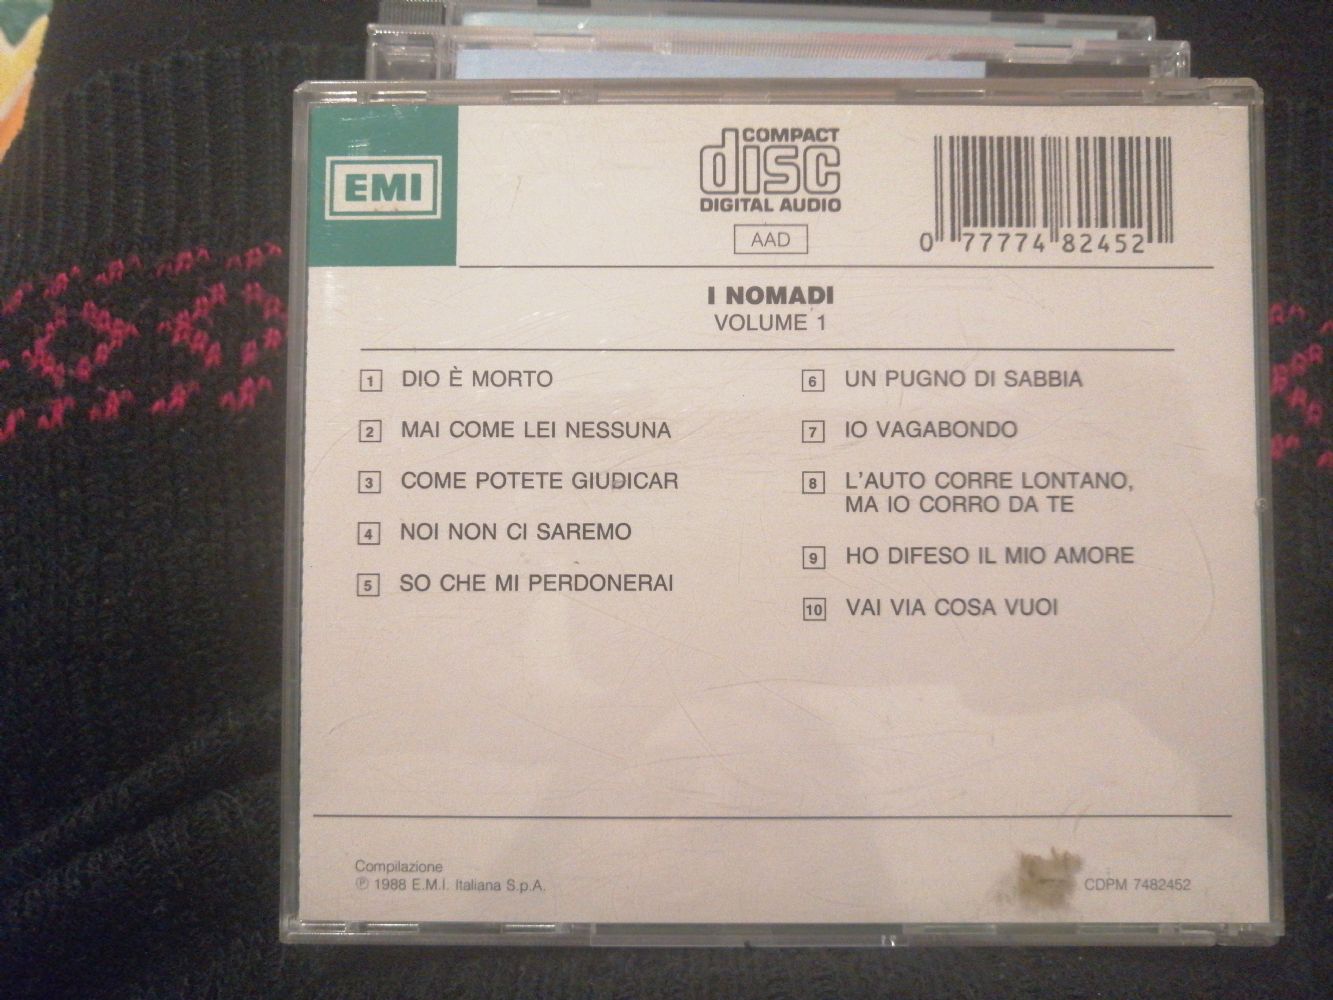 EMI
COMPACT
disc
DIGITAL AUDIO
AAD
0 77774 82452
I NOMADI
VOLUME 1
1 DIO È MORTO
2 MAI COME LEI NESSUNA
3 COME POTETE GIUDICAR
4 NOI NON CI SAREMO
5 SO CHE MI PERDONERAI
6 UN PUGNO DI SABBIA
7 IO VAGABONDO
8 L'AUTO CORRE LONTANO,
MA IO CORRO DA TE
9 HO DIFESO IL MIO AMORE
10 VAI VIA COSA VUOI
Compilazione
℗ 1988 E.M.I. Italiana S.p.A.
CDPM 7482452